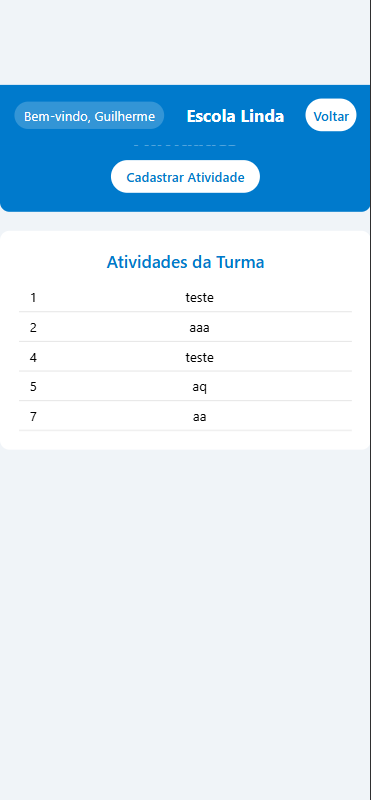 Bem-vindo, Guilherme Escola Linda Voltar
Cadastrar Atividade
Atividades da Turma
1 teste
2 aaa
4 teste
5 aq
7 aa